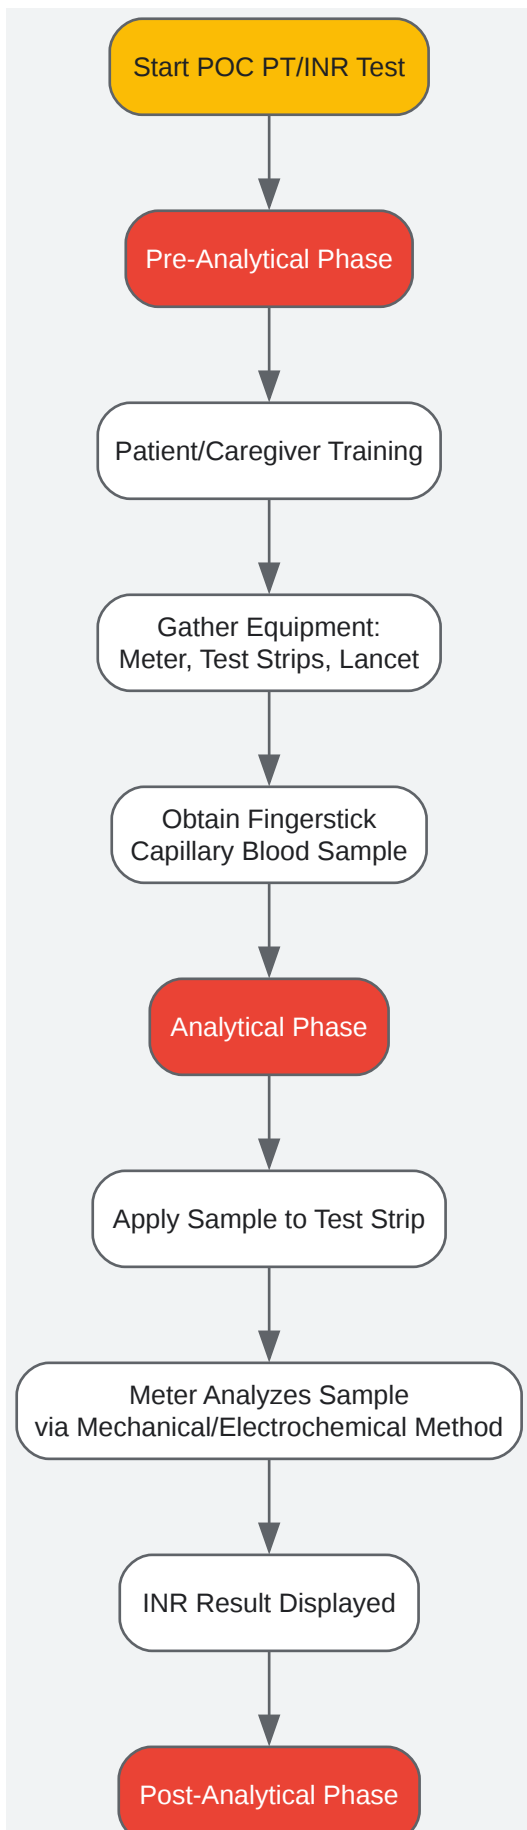 Start POC PT/INR Test
Pre-Analytical Phase
Patient/Caregiver Training
Gather Equipment:
Meter, Test Strips, Lancet
Obtain Fingerstick
Capillary Blood Sample
Analytical Phase
Apply Sample to Test Strip
Meter Analyzes Sample
via Mechanical/Electrochemical Method
INR Result Displayed
Post-Analytical Phase